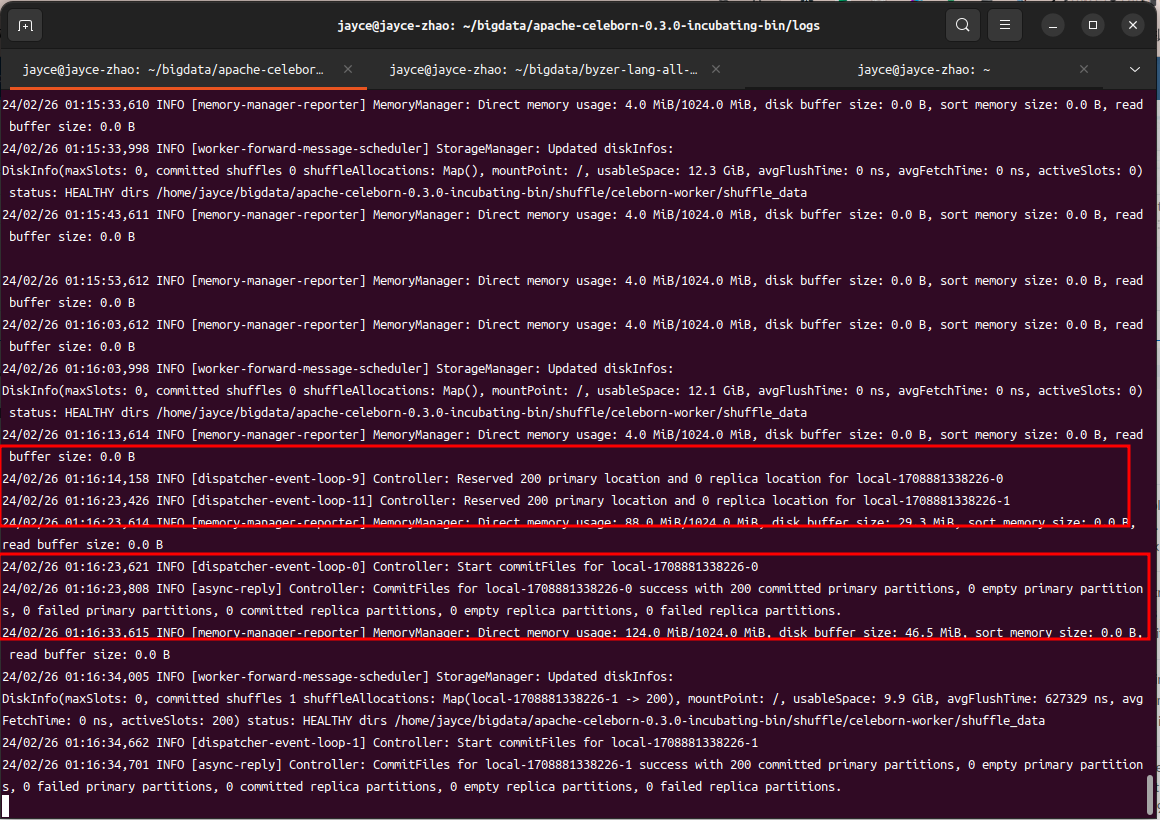 jayce@jayce-zhao: ~/bigdata/apache-celeborn-0.3.0-incubating-bin/logs
jayce@jayce-zhao: ~/bigdata/apache-celebor…
jayce@jayce-zhao: ~/bigdata/byzer-lang-all-…
jayce@jayce-zhao: ~
24/02/26 01:15:33,610 INFO [memory-manager-reporter] MemoryManager: Direct memory usage: 4.0 MiB/1024.0 MiB, disk buffer size: 0.0 B, sort memory size: 0.0 B, read
 buffer size: 0.0 B
24/02/26 01:15:33,998 INFO [worker-forward-message-scheduler] StorageManager: Updated diskInfos:
DiskInfo(maxSlots: 0, committed shuffles 0 shuffleAllocations: Map(), mountPoint: /, usableSpace: 12.3 GiB, avgFlushTime: 0 ns, avgFetchTime: 0 ns, activeSlots: 0)
 status: HEALTHY dirs /home/jayce/bigdata/apache-celeborn-0.3.0-incubating-bin/shuffle/celeborn-worker/shuffle_data
24/02/26 01:15:43,611 INFO [memory-manager-reporter] MemoryManager: Direct memory usage: 4.0 MiB/1024.0 MiB, disk buffer size: 0.0 B, sort memory size: 0.0 B, read
 buffer size: 0.0 B
24/02/26 01:15:53,612 INFO [memory-manager-reporter] MemoryManager: Direct memory usage: 4.0 MiB/1024.0 MiB, disk buffer size: 0.0 B, sort memory size: 0.0 B, read
 buffer size: 0.0 B
24/02/26 01:16:03,612 INFO [memory-manager-reporter] MemoryManager: Direct memory usage: 4.0 MiB/1024.0 MiB, disk buffer size: 0.0 B, sort memory size: 0.0 B, read
 buffer size: 0.0 B
24/02/26 01:16:03,998 INFO [worker-forward-message-scheduler] StorageManager: Updated diskInfos:
DiskInfo(maxSlots: 0, committed shuffles 0 shuffleAllocations: Map(), mountPoint: /, usableSpace: 12.1 GiB, avgFlushTime: 0 ns, avgFetchTime: 0 ns, activeSlots: 0)
 status: HEALTHY dirs /home/jayce/bigdata/apache-celeborn-0.3.0-incubating-bin/shuffle/celeborn-worker/shuffle_data
24/02/26 01:16:13,614 INFO [memory-manager-reporter] MemoryManager: Direct memory usage: 4.0 MiB/1024.0 MiB, disk buffer size: 0.0 B, sort memory size: 0.0 B, read
 buffer size: 0.0 B
24/02/26 01:16:14,158 INFO [dispatcher-event-loop-9] Controller: Reserved 200 primary location and 0 replica location for local-1708881338226-0
24/02/26 01:16:23,426 INFO [dispatcher-event-loop-11] Controller: Reserved 200 primary location and 0 replica location for local-1708881338226-1
24/02/26 01:16:23,614 INFO [memory-manager-reporter] MemoryManager: Direct memory usage: 88.0 MiB/1024.0 MiB, disk buffer size: 29.3 MiB, sort memory size: 0.0 B,
read buffer size: 0.0 B
24/02/26 01:16:23,621 INFO [dispatcher-event-loop-0] Controller: Start commitFiles for local-1708881338226-0
24/02/26 01:16:23,808 INFO [async-reply] Controller: CommitFiles for local-1708881338226-0 success with 200 committed primary partitions, 0 empty primary partition
s, 0 failed primary partitions, 0 committed replica partitions, 0 empty replica partitions, 0 failed replica partitions.
24/02/26 01:16:33,615 INFO [memory-manager-reporter] MemoryManager: Direct memory usage: 124.0 MiB/1024.0 MiB, disk buffer size: 46.5 MiB, sort memory size: 0.0 B,
 read buffer size: 0.0 B
24/02/26 01:16:34,005 INFO [worker-forward-message-scheduler] StorageManager: Updated diskInfos:
DiskInfo(maxSlots: 0, committed shuffles 1 shuffleAllocations: Map(local-1708881338226-1 -> 200), mountPoint: /, usableSpace: 9.9 GiB, avgFlushTime: 627329 ns, avg
FetchTime: 0 ns, activeSlots: 200) status: HEALTHY dirs /home/jayce/bigdata/apache-celeborn-0.3.0-incubating-bin/shuffle/celeborn-worker/shuffle_data
24/02/26 01:16:34,662 INFO [dispatcher-event-loop-1] Controller: Start commitFiles for local-1708881338226-1
24/02/26 01:16:34,701 INFO [async-reply] Controller: CommitFiles for local-1708881338226-1 success with 200 committed primary partitions, 0 empty primary partition
s, 0 failed primary partitions, 0 committed replica partitions, 0 empty replica partitions, 0 failed replica partitions.